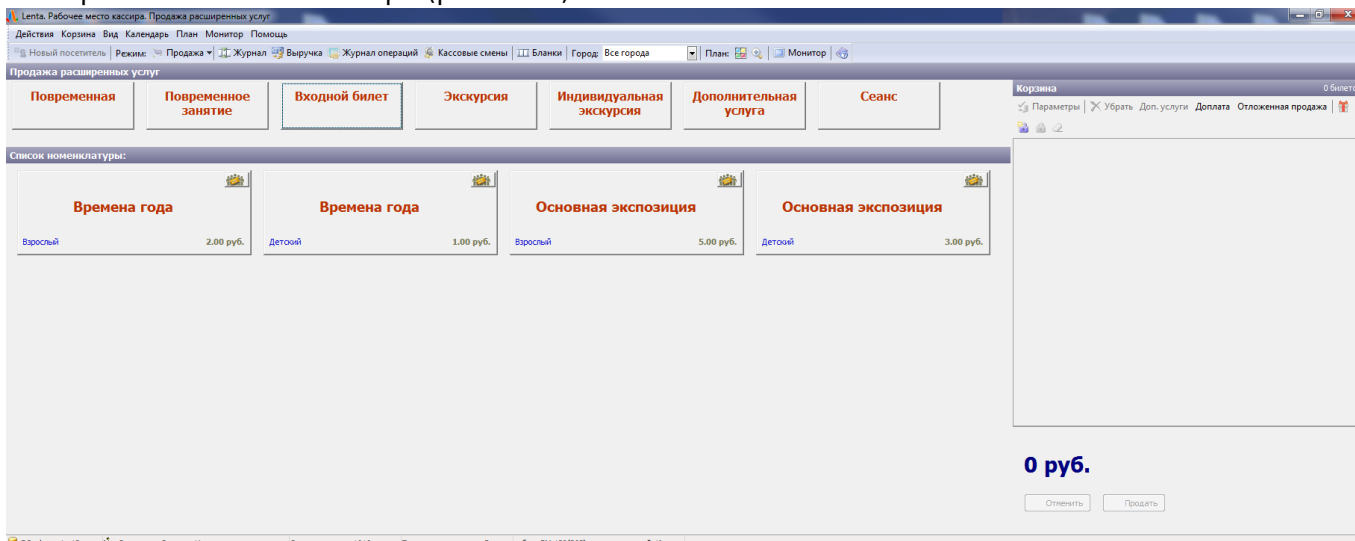 Lenta. Рабочее место кассира. Продажа расширенных услуг
Действия Корзина Вид Календарь План Монитор Помощь
Новый посетитель Режим: Продажа Журнал Выручка Журнал операций Кассовые смены Бланки Город: Все города План: Монитор
Продажа расширенных услуг
Повременная
Повременное занятие
Входной билет
Экскурсия
Индивидуальная экскурсия
Дополнительная услуга
Сеанс
Список номенклатуры:
Времена года
Взрослый 2.00 руб.
Времена года
Детский 1.00 руб.
Основная экспозиция
Взрослый 5.00 руб.
Основная экспозиция
Детский 3.00 руб.
Корзина 0 билето
Параметры Убрать Доп. услуги Доплата Отложенная продажа
0 руб.
Отменить Продать